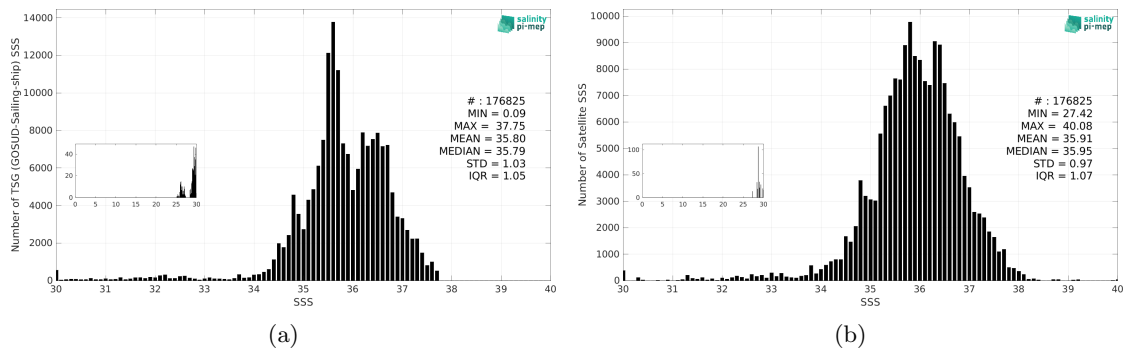 salinity
pi-mep
Number of TSG (GOSUD-Sailing-ship) SSS
14000
12000
10000
8000
6000
4000
2000
0
# : 176825
MIN = 0.09
MAX = 37.75
MEAN = 35.80
MEDIAN = 35.79
STD = 1.03
IQR = 1.05
40
20
0
0 5 10 15 20 25 30
30 31 32 33 34 35 36 37 38 39 40
SSS
(a)
salinity
pi-mep
Number of Satellite SSS
10000
9000
8000
7000
6000
5000
4000
3000
2000
1000
0
# : 176825
MIN = 27.42
MAX = 40.08
MEAN = 35.91
MEDIAN = 35.95
STD = 0.97
IQR = 1.07
100
50
0
0 5 10 15 20 25 30
30 31 32 33 34 35 36 37 38 39 40
SSS
(b)